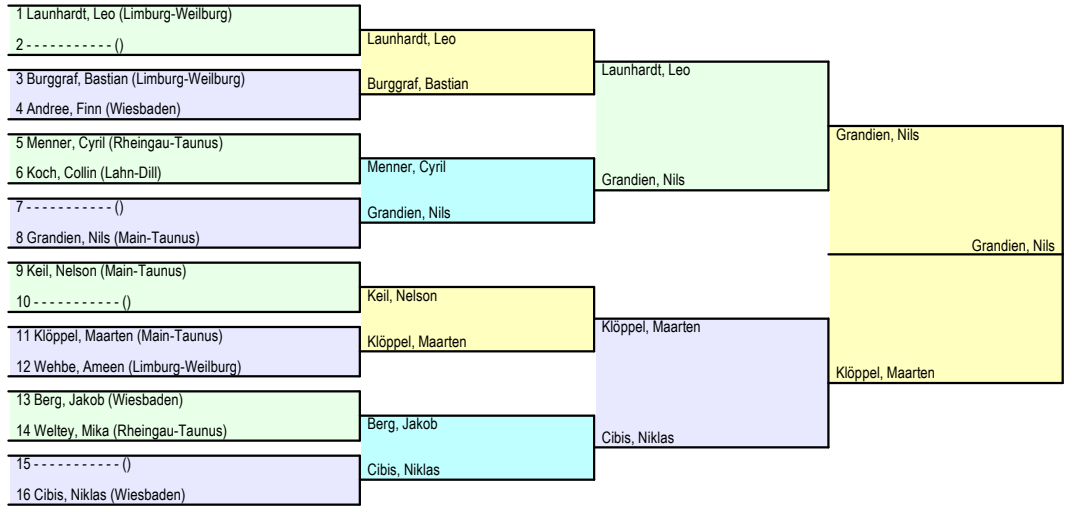 1 Launhardt, Leo (Limburg-Weilburg)
2 - - - - - - - - - - - ()
3 Burggraf, Bastian (Limburg-Weilburg)
4 Andree, Finn (Wiesbaden)
5 Menner, Cyril (Rheingau-Taunus)
6 Koch, Collin (Lahn-Dill)
7 - - - - - - - - - - - ()
8 Grandien, Nils (Main-Taunus)
9 Keil, Nelson (Main-Taunus)
10 - - - - - - - - - - - ()
11 Klöppel, Maarten (Main-Taunus)
12 Wehbe, Ameen (Limburg-Weilburg)
13 Berg, Jakob (Wiesbaden)
14 Weltey, Mika (Rheingau-Taunus)
15 - - - - - - - - - - - ()
16 Cibis, Niklas (Wiesbaden)
Launhardt, Leo
Burggraf, Bastian
Menner, Cyril
Grandien, Nils
Keil, Nelson
Klöppel, Maarten
Berg, Jakob
Cibis, Niklas
Launhardt, Leo
Grandien, Nils
Klöppel, Maarten
Cibis, Niklas
Grandien, Nils
Klöppel, Maarten
Grandien, Nils